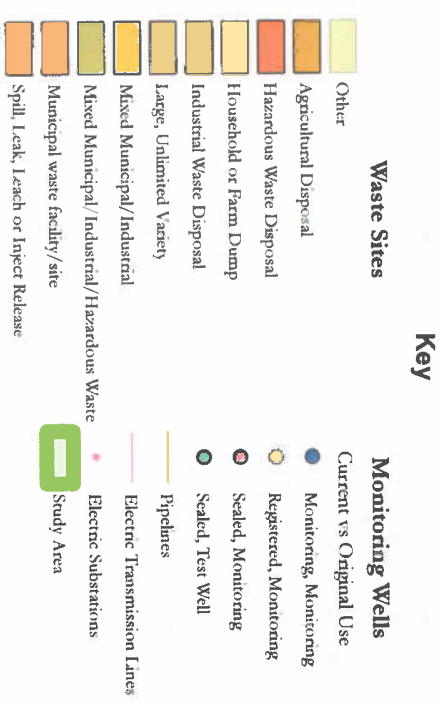 Key
Waste Sites
Other
Agricultural Disposal
Hazardous Waste Disposal
Household or Farm Dump
Industrial Waste Disposal
Large, Unlimited Variety
Mixed Municipal/Industrial
Mixed Municipal/Industrial/Hazardous Waste
Municipal waste facility/site
Spill, Leak, Leach or Inject Release
Monitoring Wells
Current vs Original Use
Monitoring, Monitoring
Registered, Monitoring
Sealed, Monitoring
Sealed, Test Well
Pipelines
Electric Transmission Lines
Electric Substations
Study Area